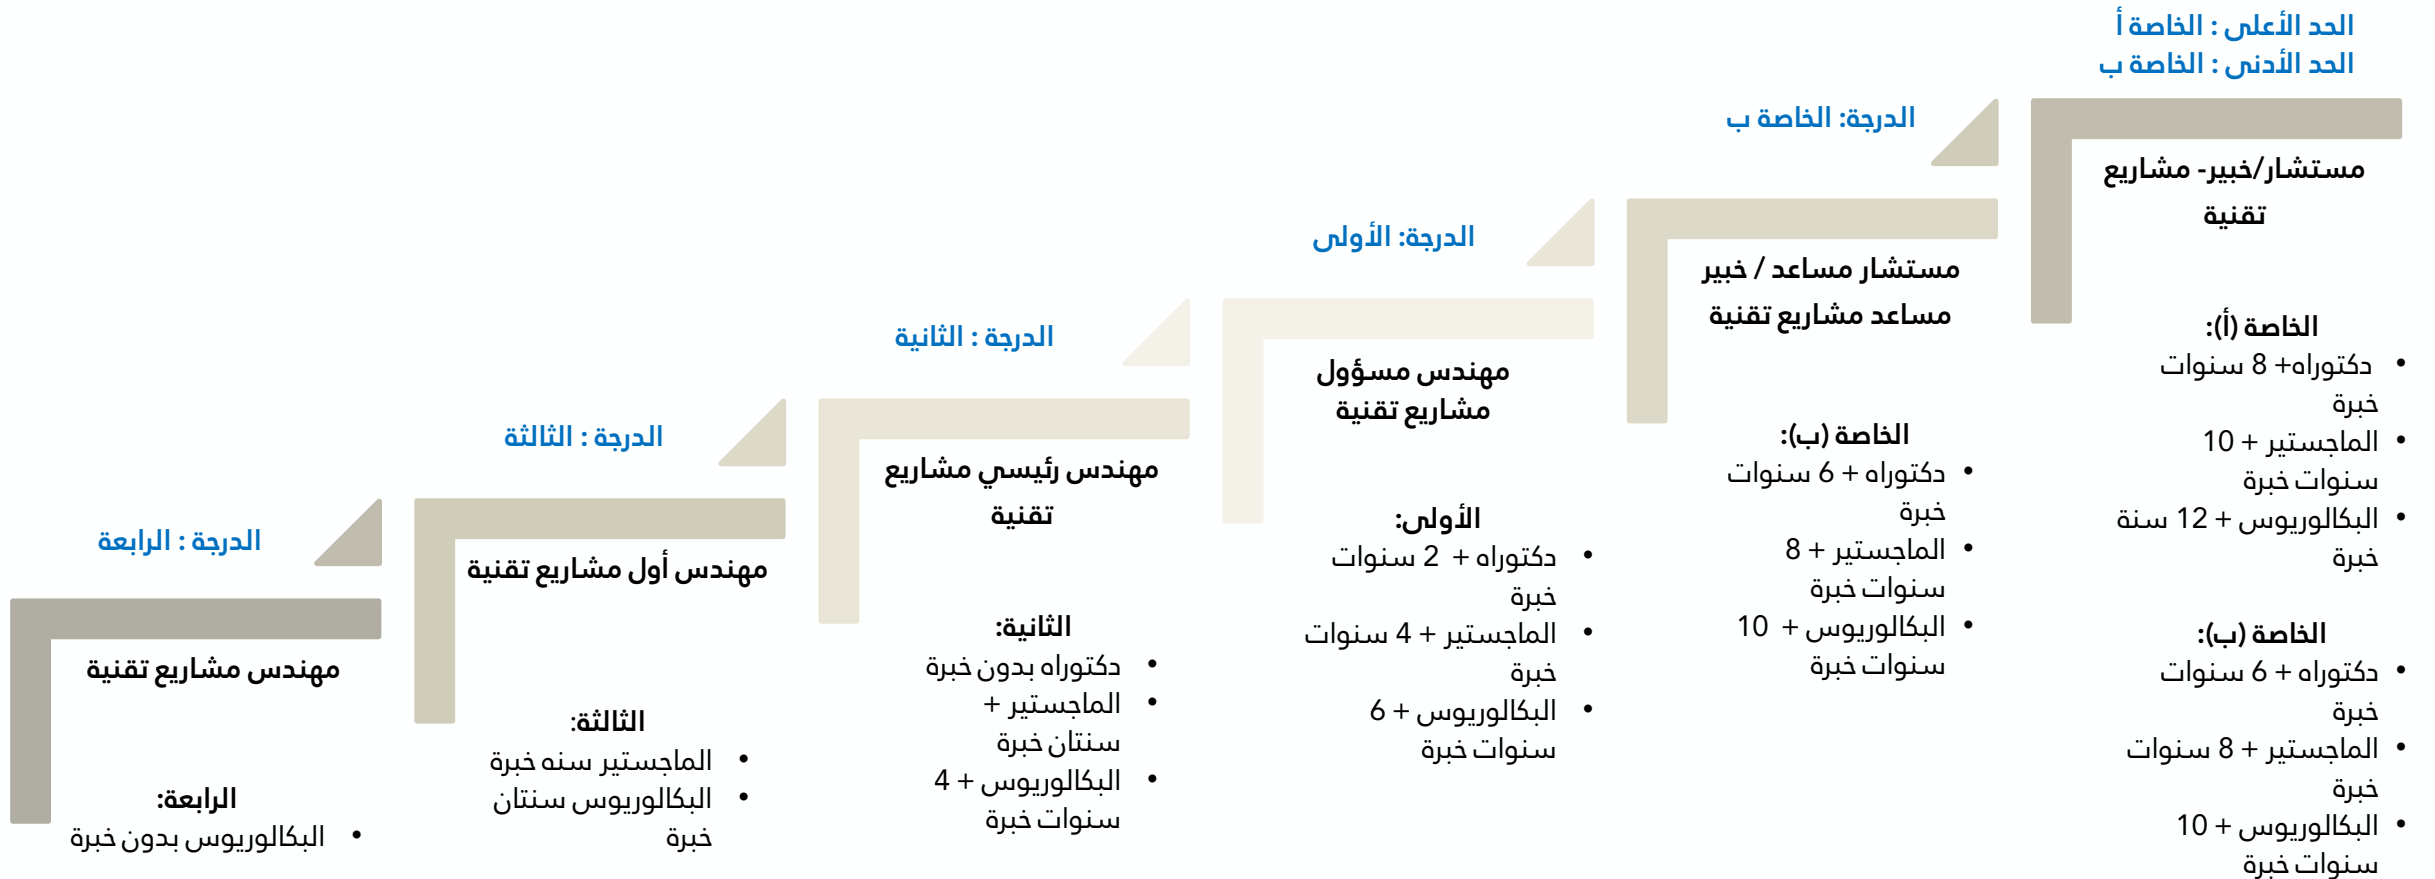 الحد الأعلى : الخاصة أ
الحد الأدنى : الخاصة ب
مستشار/خبير- مشاريع
تقنية
الخاصة (أ):
• دكتوراه+ 8 سنوات
خبرة
• الماجستير + 10
سنوات خبرة
• البكالوريوس + 12 سنة
خبرة
الخاصة (ب):
• دكتوراه + 6 سنوات
خبرة
• الماجستير + 8 سنوات
خبرة
• البكالوريوس + 10
سنوات خبرة
الدرجة: الخاصة ب
مستشار مساعد / خبير
مساعد مشاريع تقنية
الخاصة (ب):
• دكتوراه + 6 سنوات
خبرة
• الماجستير + 8
سنوات خبرة
• البكالوريوس + 10
سنوات خبرة
الدرجة: الأولى
مهندس مسؤول
مشاريع تقنية
الأولى:
• دكتوراه + 2 سنوات
خبرة
• الماجستير + 4 سنوات
خبرة
• البكالوريوس + 6
سنوات خبرة
الدرجة : الثانية
مهندس رئيسي مشاريع
تقنية
الثانية:
• دكتوراه بدون خبرة
• الماجستير +
سنتان خبرة
• البكالوريوس + 4
سنوات خبرة
الدرجة : الثالثة
مهندس أول مشاريع تقنية
الثالثة:
• الماجستير سنه خبرة
• البكالوريوس سنتان
خبرة
الدرجة : الرابعة
مهندس مشاريع تقنية
الرابعة:
• البكالوريوس بدون خبرة